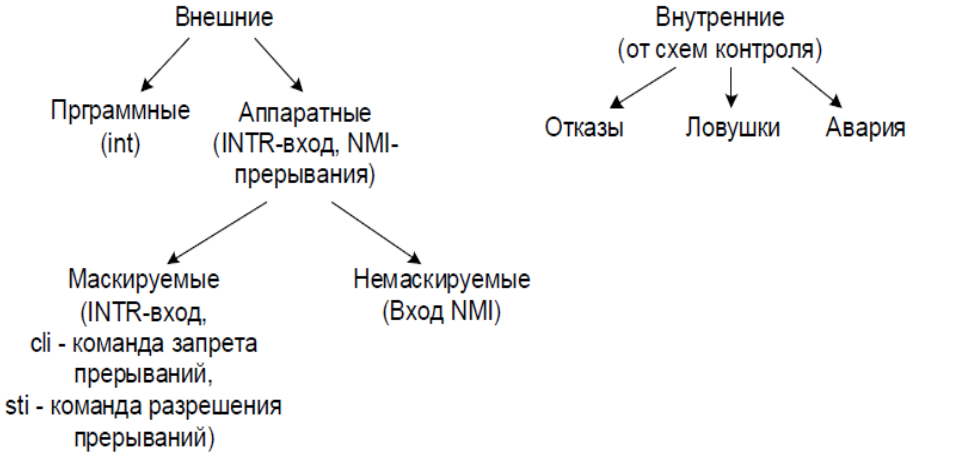 Внешние
Прграммные
(int)
Аппаратные
(INTR-вход, NMI-
прерывания)
Маскируемые
(INTR-вход,
cli - команда запрета
прерываний,
sti - команда разрешения
прерываний)
Немаскируемые
(Вход NMI)
Внутренние
(от схем контроля)
Отказы
Ловушки
Авария